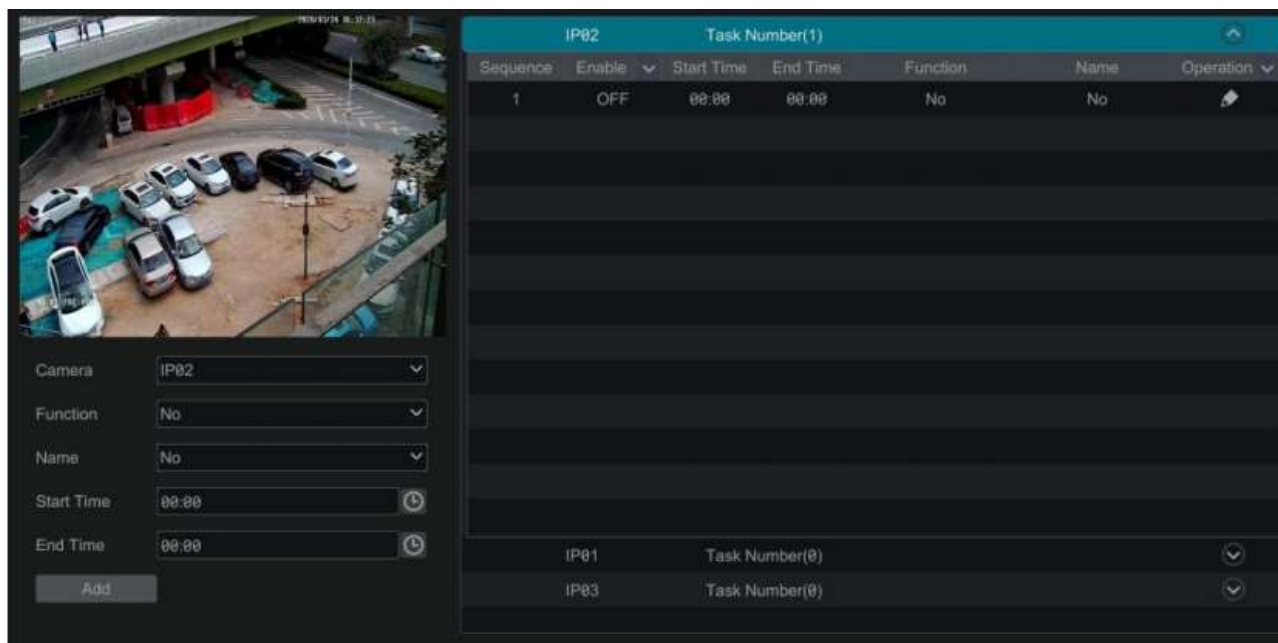 IP02 Task Number(1)
Sequence Enable Start Time End Time Function Name Operation
1 OFF 00:00 00:00 No No
Camera IP02
Function No
Name No
Start Time 00:00
End Time 00:00
Add
IP01 Task Number(0)
IP03 Task Number(0)